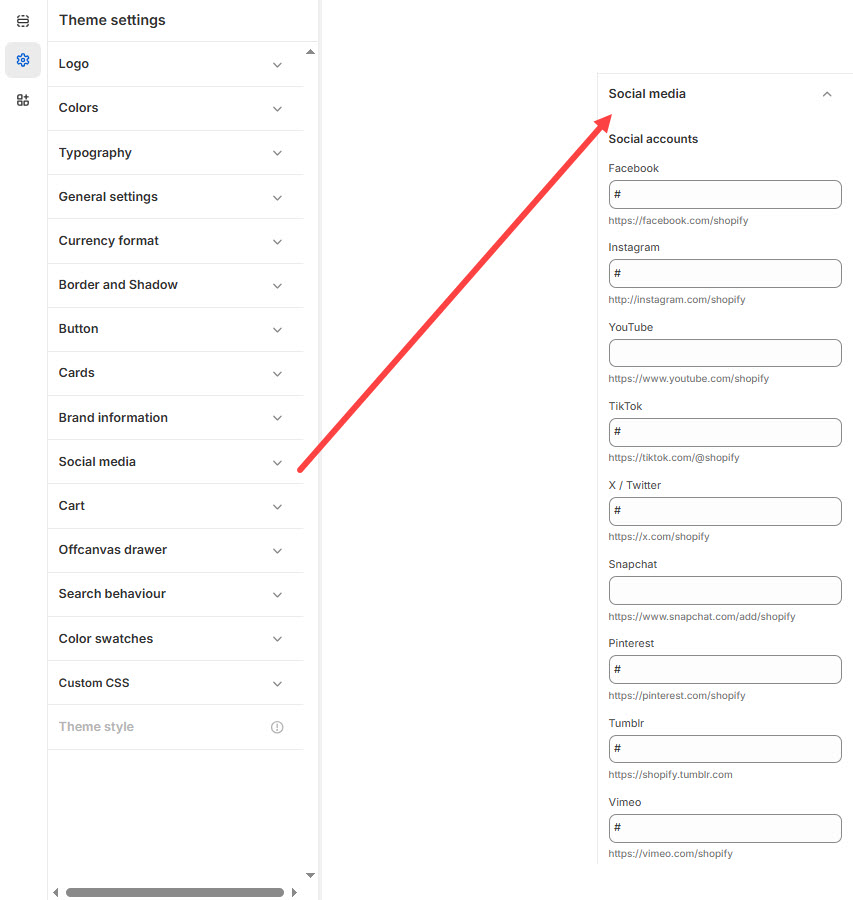 Theme settings
Logo
Colors
Typography
General settings
Currency format
Border and Shadow
Button
Cards
Brand information
Social media
Cart
Offcanvas drawer
Search behaviour
Color swatches
Custom CSS
Theme style
Social media
Social accounts
Facebook
#
https://facebook.com/shopify
Instagram
#
http://instagram.com/shopify
YouTube
https://www.youtube.com/shopify
TikTok
#
https://tiktok.com/@shopify
X / Twitter
#
https://x.com/shopify
Snapchat
https://www.snapchat.com/add/shopify
Pinterest
#
https://pinterest.com/shopify
Tumblr
#
https://shopify.tumblr.com
Vimeo
#
https://vimeo.com/shopify